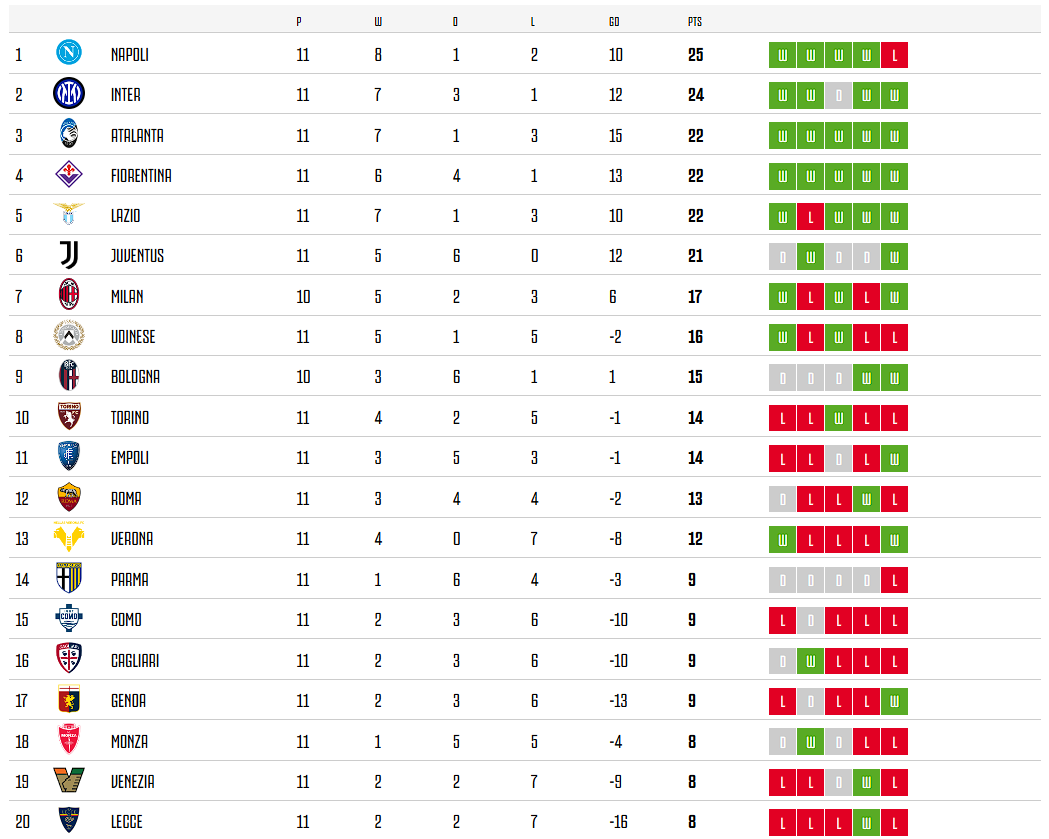 P W D L GD PTS
1 NAPOLI 11 8 1 2 10 25 W W W W L
2 INTER 11 7 3 1 12 24 W W D W W
3 ATALANTA 11 7 1 3 15 22 W W W W W
4 FIORENTINA 11 6 4 1 13 22 W W W W W
5 LAZIO 11 7 1 3 10 22 W L W W W
6 JUVENTUS 11 5 6 0 12 21 D W D D W
7 MILAN 10 5 2 3 6 17 W L W L W
8 UDINESE 11 5 1 5 -2 16 W L W L L
9 BOLOGNA 10 3 6 1 1 15 D D D W W
10 TORINO 11 4 2 5 -1 14 L L W L L
11 EMPOLI 11 3 5 3 -1 14 L L D L W
12 ROMA 11 3 4 4 -2 13 D L L W L
13 VERONA 11 4 0 7 -8 12 W L L L W
14 PARMA 11 1 6 4 -3 9 D D D D L
15 COMO 11 2 3 6 -10 9 L D L L L
16 CAGLIARI 11 2 3 6 -10 9 D W L L L
17 GENOA 11 2 3 6 -13 9 L D L L W
18 MONZA 11 1 5 5 -4 8 D W D L L
19 VENEZIA 11 2 2 7 -9 8 L L D W L
20 LECCE 11 2 2 7 -16 8 L L L W L